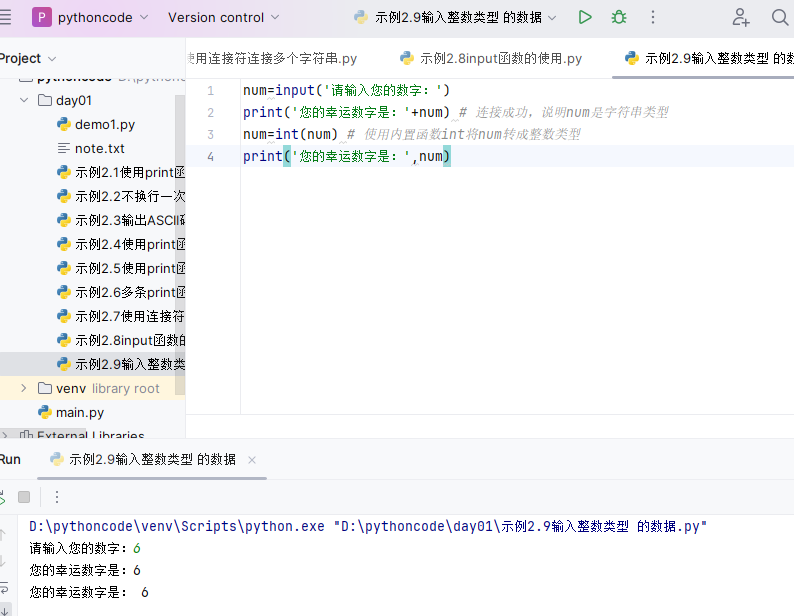 P pythoncode Version control 示例2.9输入整数类型 的数据
Project
使用连接符连接多个字符串.py 示例2.8input函数的使用.py 示例2.9输入整数类型 的数
pythoncode D:\python
day01
demo1.py
note.txt
示例2.1使用print函
示例2.2不换行一次
示例2.3输出ASCII码
示例2.4使用print函
示例2.5使用print函
示例2.6多条print函
示例2.7使用连接符
示例2.8input函数的
示例2.9输入整数类
venv library root
main.py
External Libraries
1 num=input('请输入您的数字：')
2 print('您的幸运数字是：'+num) # 连接成功，说明num是字符串类型
3 num=int(num) # 使用内置函数int将num转成整数类型
4 print('您的幸运数字是：',num)
Run 示例2.9输入整数类型 的数据
D:\pythoncode\venv\Scripts\python.exe "D:\pythoncode\day01\示例2.9输入整数类型 的数据.py"
请输入您的数字：6
您的幸运数字是：6
您的幸运数字是： 6